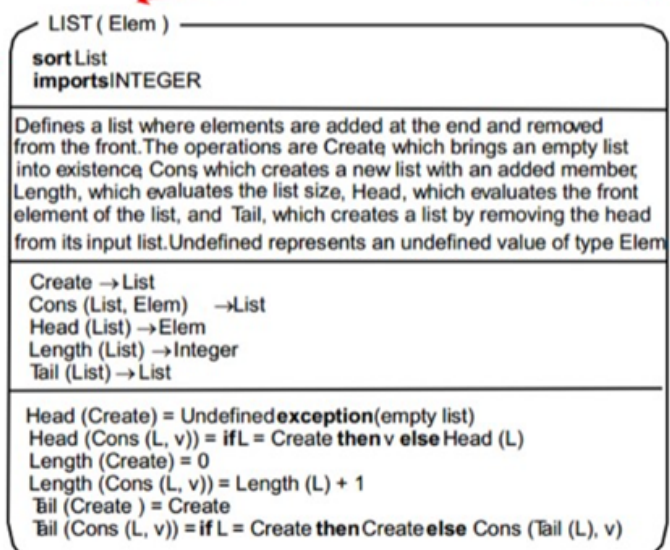 LIST ( Elem )
sort List
imports INTEGER
Defines a list where elements are added at the end and removed
from the front. The operations are Create, which brings an empty list
into existence, Cons, which creates a new list with an added member,
Length, which evaluates the list size, Head, which evaluates the front
element of the list, and Tail, which creates a list by removing the head
from its input list. Undefined represents an undefined value of type Elem
Create → List
Cons (List, Elem) → List
Head (List) → Elem
Length (List) → Integer
Tail (List) → List
Head (Create) = Undefined exception (empty list)
Head (Cons (L, v)) = if L = Create then v else Head (L)
Length (Create) = 0
Length (Cons (L, v)) = Length (L) + 1
Tail (Create ) = Create
Tail (Cons (L, v)) = if L = Create then Create else Cons (Tail (L), v)